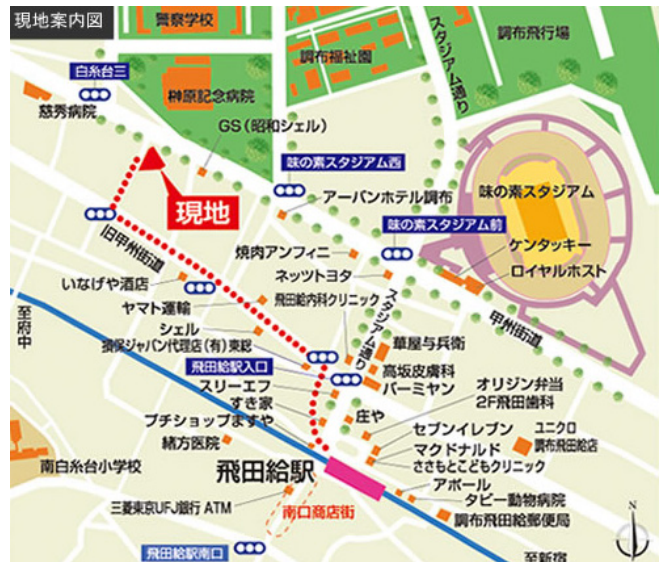 現地案内図
警察学校
調布飛行場
調布福祉園
スタジアム通り
白糸台三
榊原記念病院
慈秀病院
GS(昭和シェル)
味の素スタジアム西
味の素スタジアム
アーバンホテル調布
現地
味の素スタジアム前
ケンタッキー
旧甲州街道
焼肉アンフィニ
ロイヤルホスト
ネッツトヨタ
いなげや酒店
飛田給内科クリニック
至府中
ヤマト運輸
スタジアム通り
甲州街道
シェル
損保ジャパン代理店(有)東総
華屋与兵衛
飛田給駅入口
高坂皮膚科
スリーエフ
バーミヤン
オリジン弁当
2F飛田歯科
すき家
庄や
プチショップますや
セブンイレブン
ユニクロ
調布飛田給店
緒方医院
マクドナルド
ささもとこどもクリニック
南白糸台小学校
飛田給駅
アポール
タビー動物病院
三菱東京UFJ銀行 ATM
南口商店街
調布飛田給郵便局
飛田給駅南口
N
至新宿